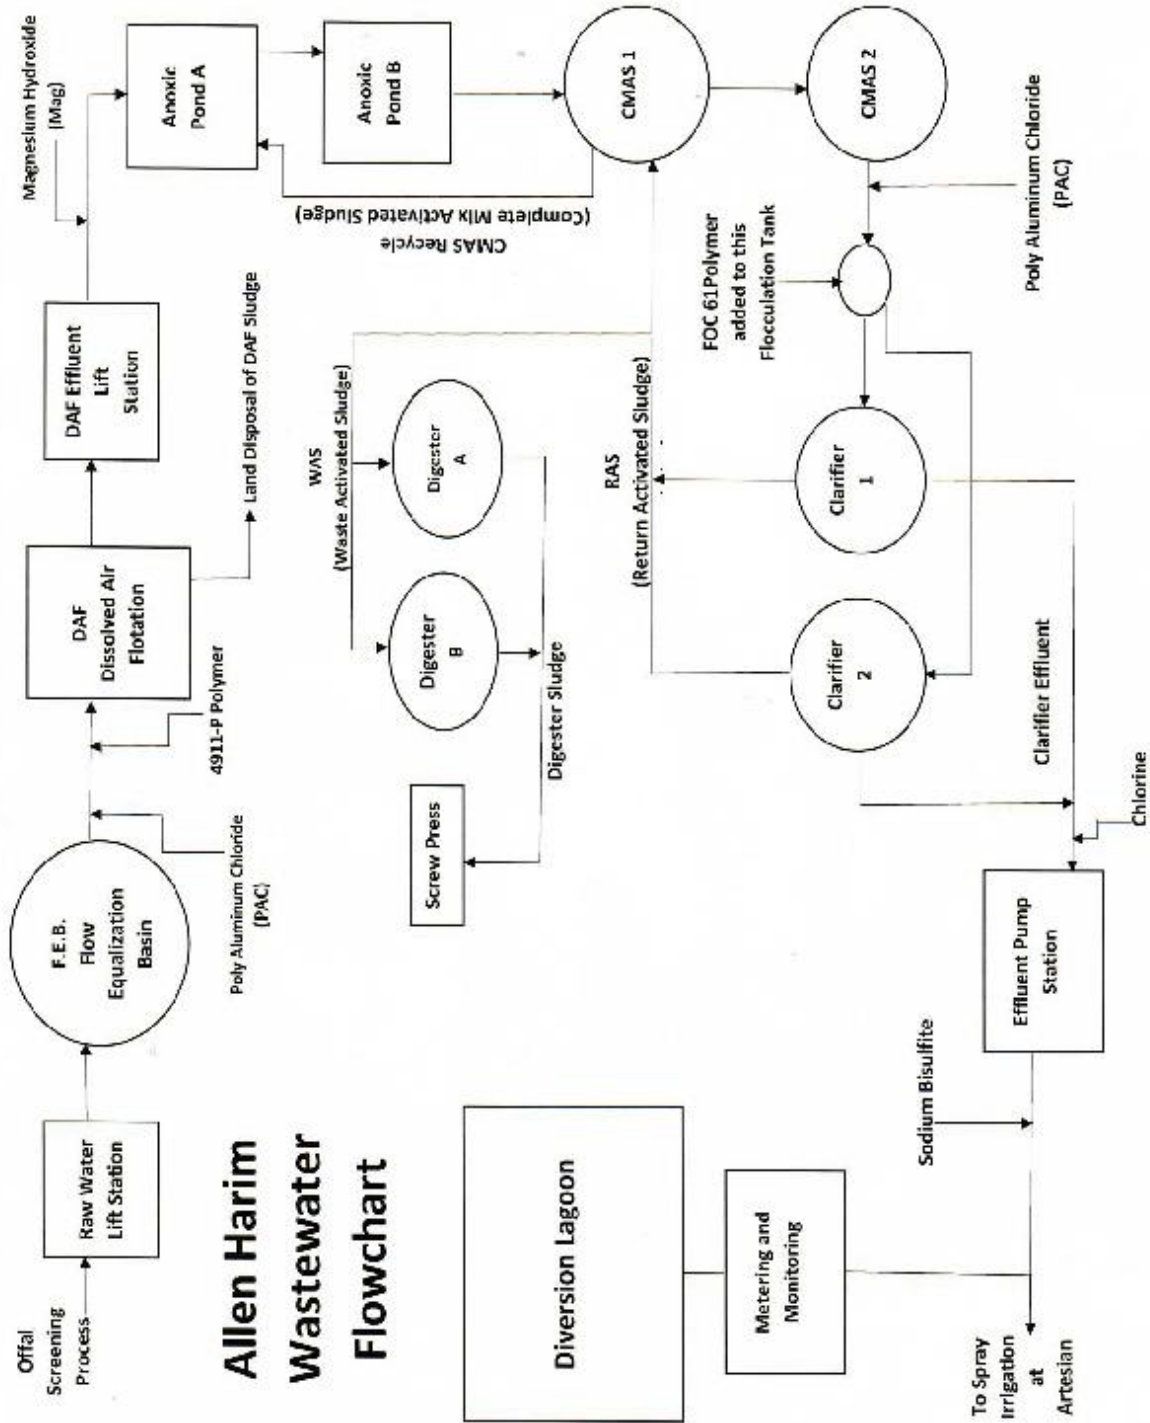 Offal
Screening
Process
Raw Water
Lift Station
F.E.B.
Flow
Equalization
Basin
Poly Aluminum Chloride
(PAC)
4911-P Polymer
DAF
Dissolved Air
Flotation
Land Disposal of DAF Sludge
DAF Effluent
Lift
Station
Magnesium Hydroxide
(Mag)
Anoxic
Pond A
Anoxic
Pond B
CMAS Recycle
(Complete Mix Activated Sludge)
CMAS 1
CMAS 2
Poly Aluminum Chloride
(PAC)
FOC 61Polymer
added to this
Flocculation Tank
WAS
(Waste Activated Sludge)
Digester
A
Digester
B
Digester Sludge
Screw Press
RAS
(Return Activated Sludge)
Clarifier
1
Clarifier
2
Clarifier Effluent
Chlorine
Effluent Pump
Station
Sodium Bisulfite
Allen Harim
Wastewater
Flowchart
Diversion Lagoon
Metering and
Monitoring
To Spray
Irrigation
at
Artesian